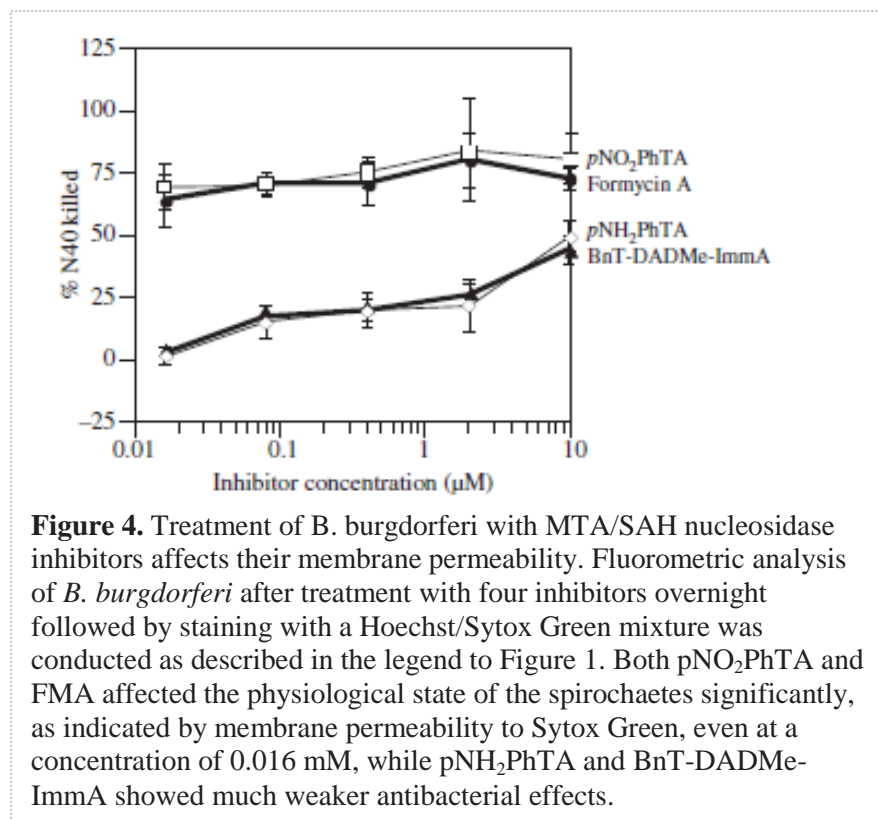 125
100
75
50
25
0
–25
% N40 killed
0.01 0.1 1 10
Inhibitor concentration (µM)
pNO₂PhTA
Formycin A
pNH₂PhTA
BnT-DADMe-ImmA
Figure 4. Treatment of B. burgdorferi with MTA/SAH nucleosidase
inhibitors affects their membrane permeability. Fluorometric analysis
of B. burgdorferi after treatment with four inhibitors overnight
followed by staining with a Hoechst/Sytox Green mixture was
conducted as described in the legend to Figure 1. Both pNO₂PhTA and
FMA affected the physiological state of the spirochaetes significantly,
as indicated by membrane permeability to Sytox Green, even at a
concentration of 0.016 mM, while pNH₂PhTA and BnT-DADMe-
ImmA showed much weaker antibacterial effects.